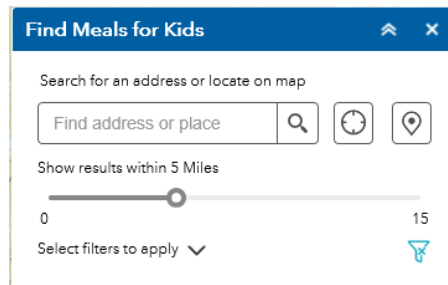 Find Meals for Kids
Search for an address or locate on map
Find address or place
Show results within 5 Miles
0 15
Select filters to apply